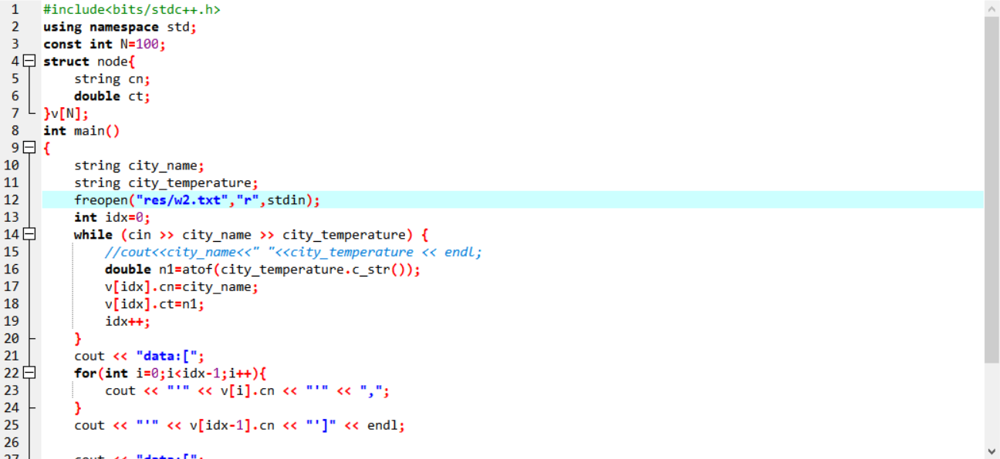 1 #include<bits/stdc++.h>
2 using namespace std;
3 const int N=100;
4 struct node{
5 string cn;
6 double ct;
7 }v[N];
8 int main()
9 {
10 string city_name;
11 string city_temperature;
12 freopen("res/w2.txt","r",stdin);
13 int idx=0;
14 while (cin >> city_name >> city_temperature) {
15 //cout<<city_name<<" "<<city_temperature << endl;
16 double n1=atof(city_temperature.c_str());
17 v[idx].cn=city_name;
18 v[idx].ct=n1;
19 idx++;
20 }
21 cout << "data:[";
22 for(int i=0;i<idx-1;i++){
23 cout << "'" << v[i].cn << "'" << ",";
24 }
25 cout << "'" << v[idx-1].cn << "']" << endl;
26
27 cout << "data:[";